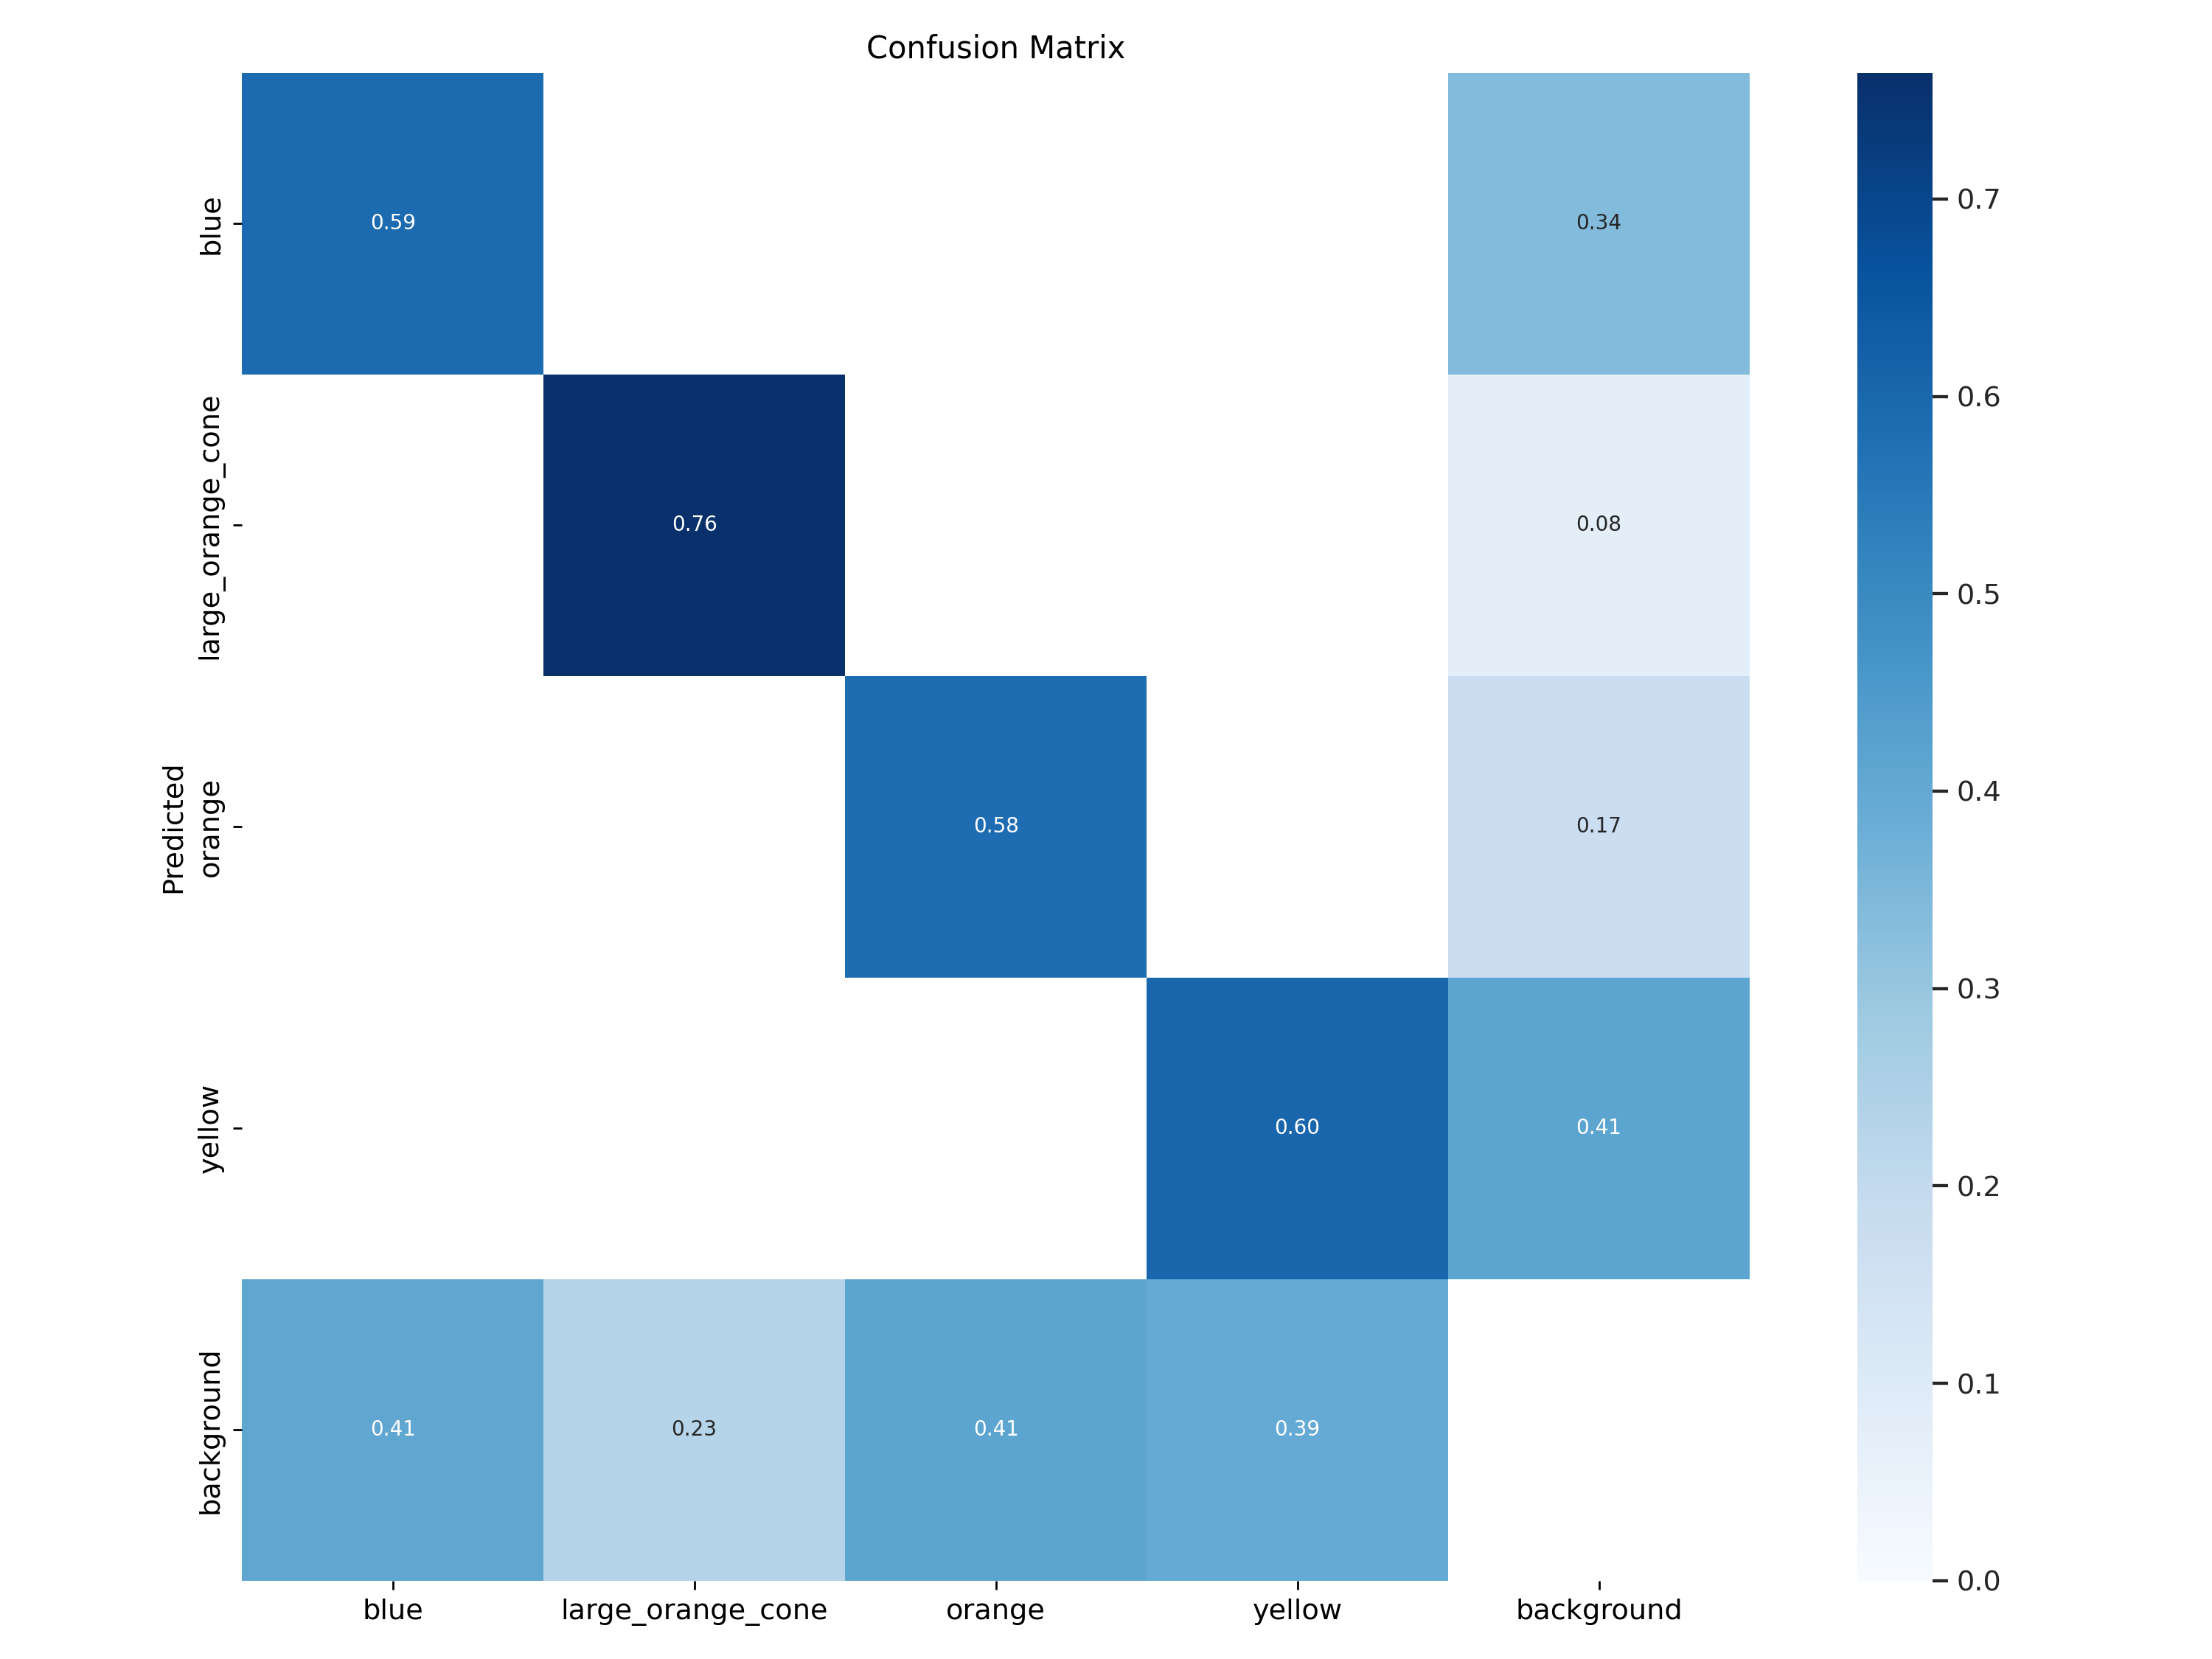 Confusion Matrix
Predicted
blue
0.59
0.34
large_orange_cone
0.76
0.08
orange
0.58
0.17
yellow
0.60
0.41
background
0.41
0.23
0.41
0.39
blue
large_orange_cone
orange
yellow
background
0.7
0.6
0.5
0.4
0.3
0.2
0.1
0.0